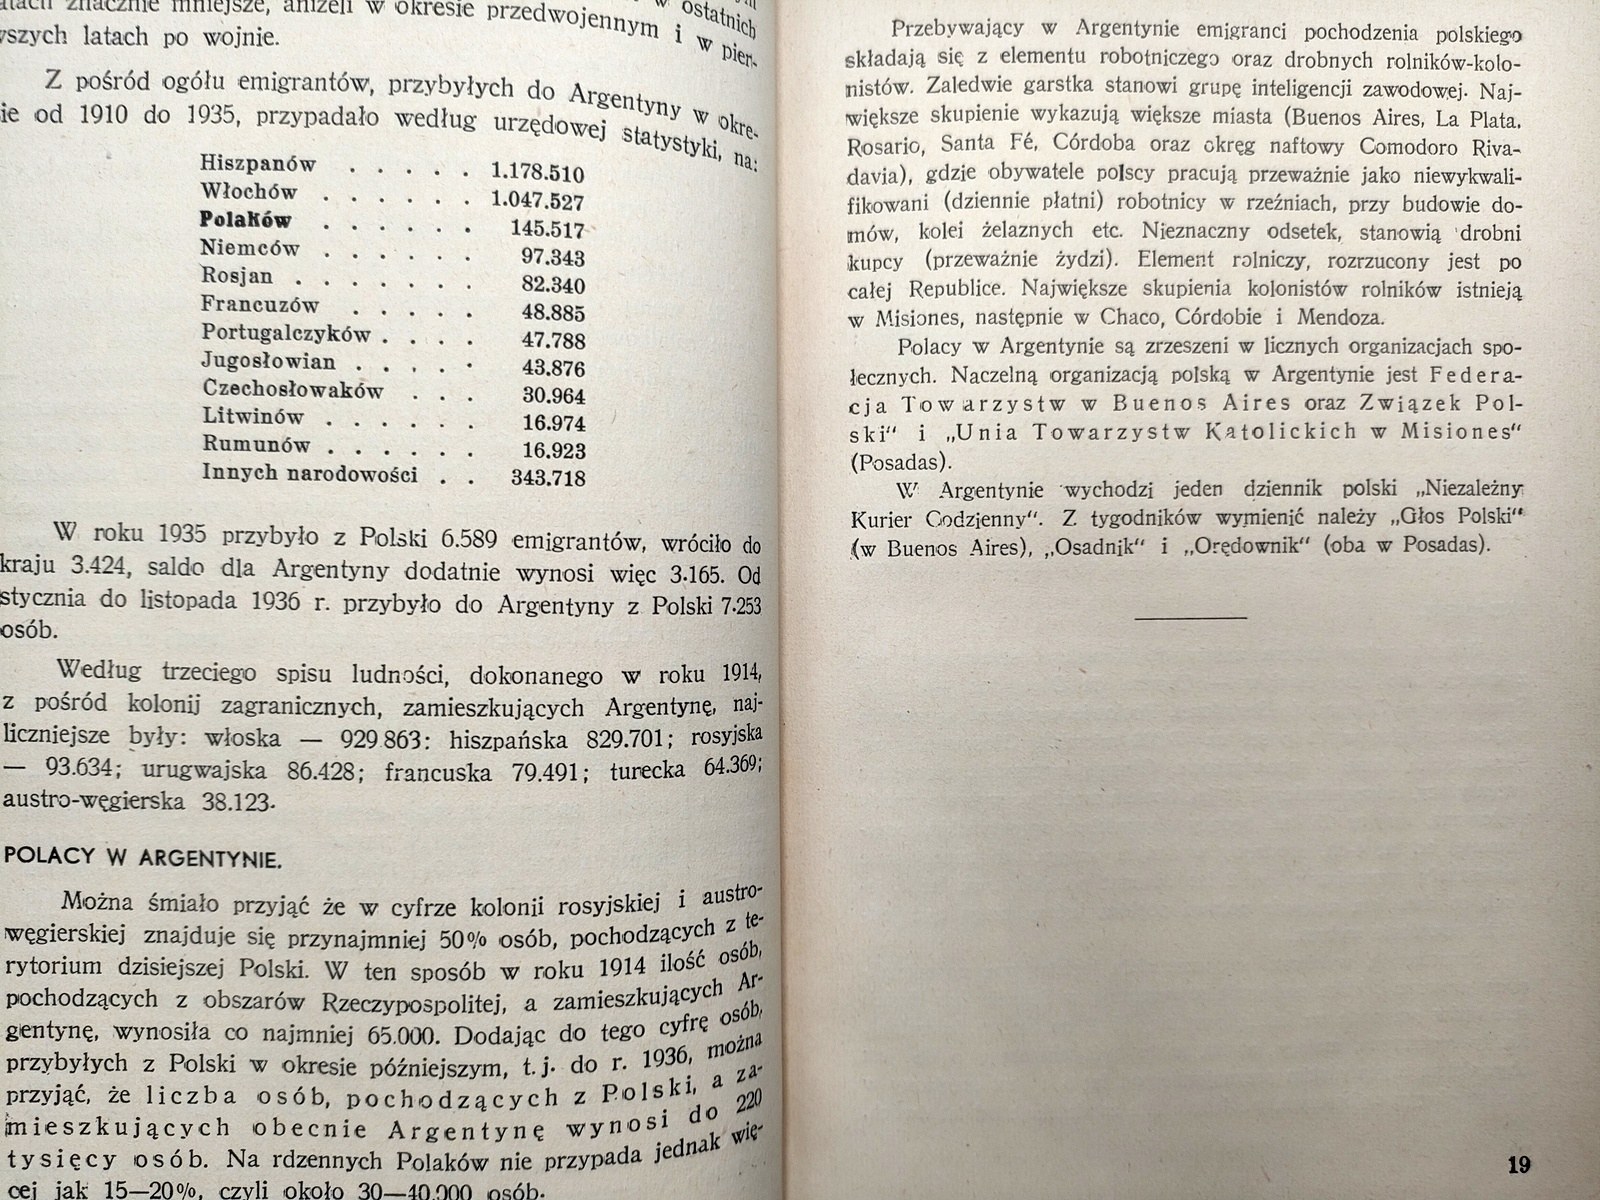 latach znacznie mniejsze, aniżeli w okresie przedwojennym i w pier-
w ostatnich
wszych latach po wojnie.
Z pośród ogółu emigrantów, przybyłych do Argentyny w okre-
sie od 1910 do 1935, przypadało według urzędowej statystyki, na:
Hiszpanów . . . . . 1.178.510
Włochów . . . . . . 1.047.527
Polaków . . . . . . 145.517
Niemców . . . . . . 97.343
Rosjan . . . . . . . 82.340
Francuzów . . . . . 48.885
Portugalczyków . . . . 47.788
Jugosłowian . . . . . 43.876
Czechosłowaków . . . 30.964
Litwinów . . . . . . 16.974
Rumunów . . . . . . 16.923
Innych narodowości . . 343.718
W roku 1935 przybyło z Polski 6.589 emigrantów, wróciło do
kraju 3.424, saldo dla Argentyny dodatnie wynosi więc 3.165. Od
stycznia do listopada 1936 r. przybyło do Argentyny z Polski 7.253
osób.
Według trzeciego spisu ludności, dokonanego w roku 1914,
z pośród kolonij zagranicznych, zamieszkujących Argentynę, naj-
liczniejsze były: włoska — 929 863: hiszpańska 829.701; rosyjska
— 93.634; urugwajska 86.428; francuska 79.491; turecka 64.369;
austro-węgierska 38.123.
POLACY W ARGENTYNIE.
Można śmiało przyjąć że w cyfrze kolonii rosyjskiej i austro-
węgierskiej znajduje się przynajmniej 50% osób, pochodzących z te-
rytorium dzisiejszej Polski. W ten sposób w roku 1914 ilość osób,
pochodzących z obszarów Rzeczypospolitej, a zamieszkujących Ar-
gentynę, wynosiła co najmniej 65.000. Dodając do tego cyfrę osób,
przybyłych z Polski w okresie późniejszym, t. j. do r. 1936, można
przyjąć, że liczba osób, pochodzących z Polski, a za-
mieszkujących obecnie Argentynę wynosi do 220
tysięcy osób. Na rdzennych Polaków nie przypada jednak wię-
cej jak 15—20%, czyli około 30—40.000 osób.
Przebywający w Argentynie emigranci pochodzenia polskiego
składają się z elementu robotniczego oraz drobnych rolników-kolo-
nistów. Zaledwie garstka stanowi grupę inteligencji zawodowej. Naj-
większe skupienie wykazują większe miasta (Buenos Aires, La Plata,
Rosario, Santa Fé, Córdoba oraz okręg naftowy Comodoro Riva-
davia), gdzie obywatele polscy pracują przeważnie jako niewykwali-
fikowani (dziennie płatni) robotnicy w rzeźniach, przy budowie do-
mów, kolei żelaznych etc. Nieznaczny odsetek, stanowią drobni
kupcy (przeważnie żydzi). Element rolniczy, rozrzucony jest po
całej Republice. Największe skupienia kolonistów rolników istnieją
w Misiones, następnie w Chaco, Córdobie i Mendoza.
Polacy w Argentynie są zrzeszeni w licznych organizacjach spo-
łecznych. Naczelną organizacją polską w Argentynie jest Federa-
cja Towarzystw w Buenos Aires oraz Związek Pol-
ski" i „Unia Towarzystw Katolickich w Misiones"
(Posadas).
W Argentynie wychodzi jeden dziennik polski „Niezależny
Kurier Codzienny". Z tygodników wymienić należy „Głos Polski"
(w Buenos Aires), „Osadnik" i „Orędownik" (oba w Posadas).
19